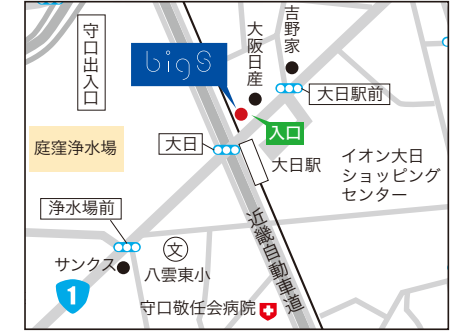 守口出入口
bigS
大阪日産
吉野家
大日駅前
入口
庭窪浄水場
大日
大日駅
イオン大日
ショッピング
センター
浄水場前
文
サンクス
八雲東小
近畿自動車道
1
守口敬任会病院